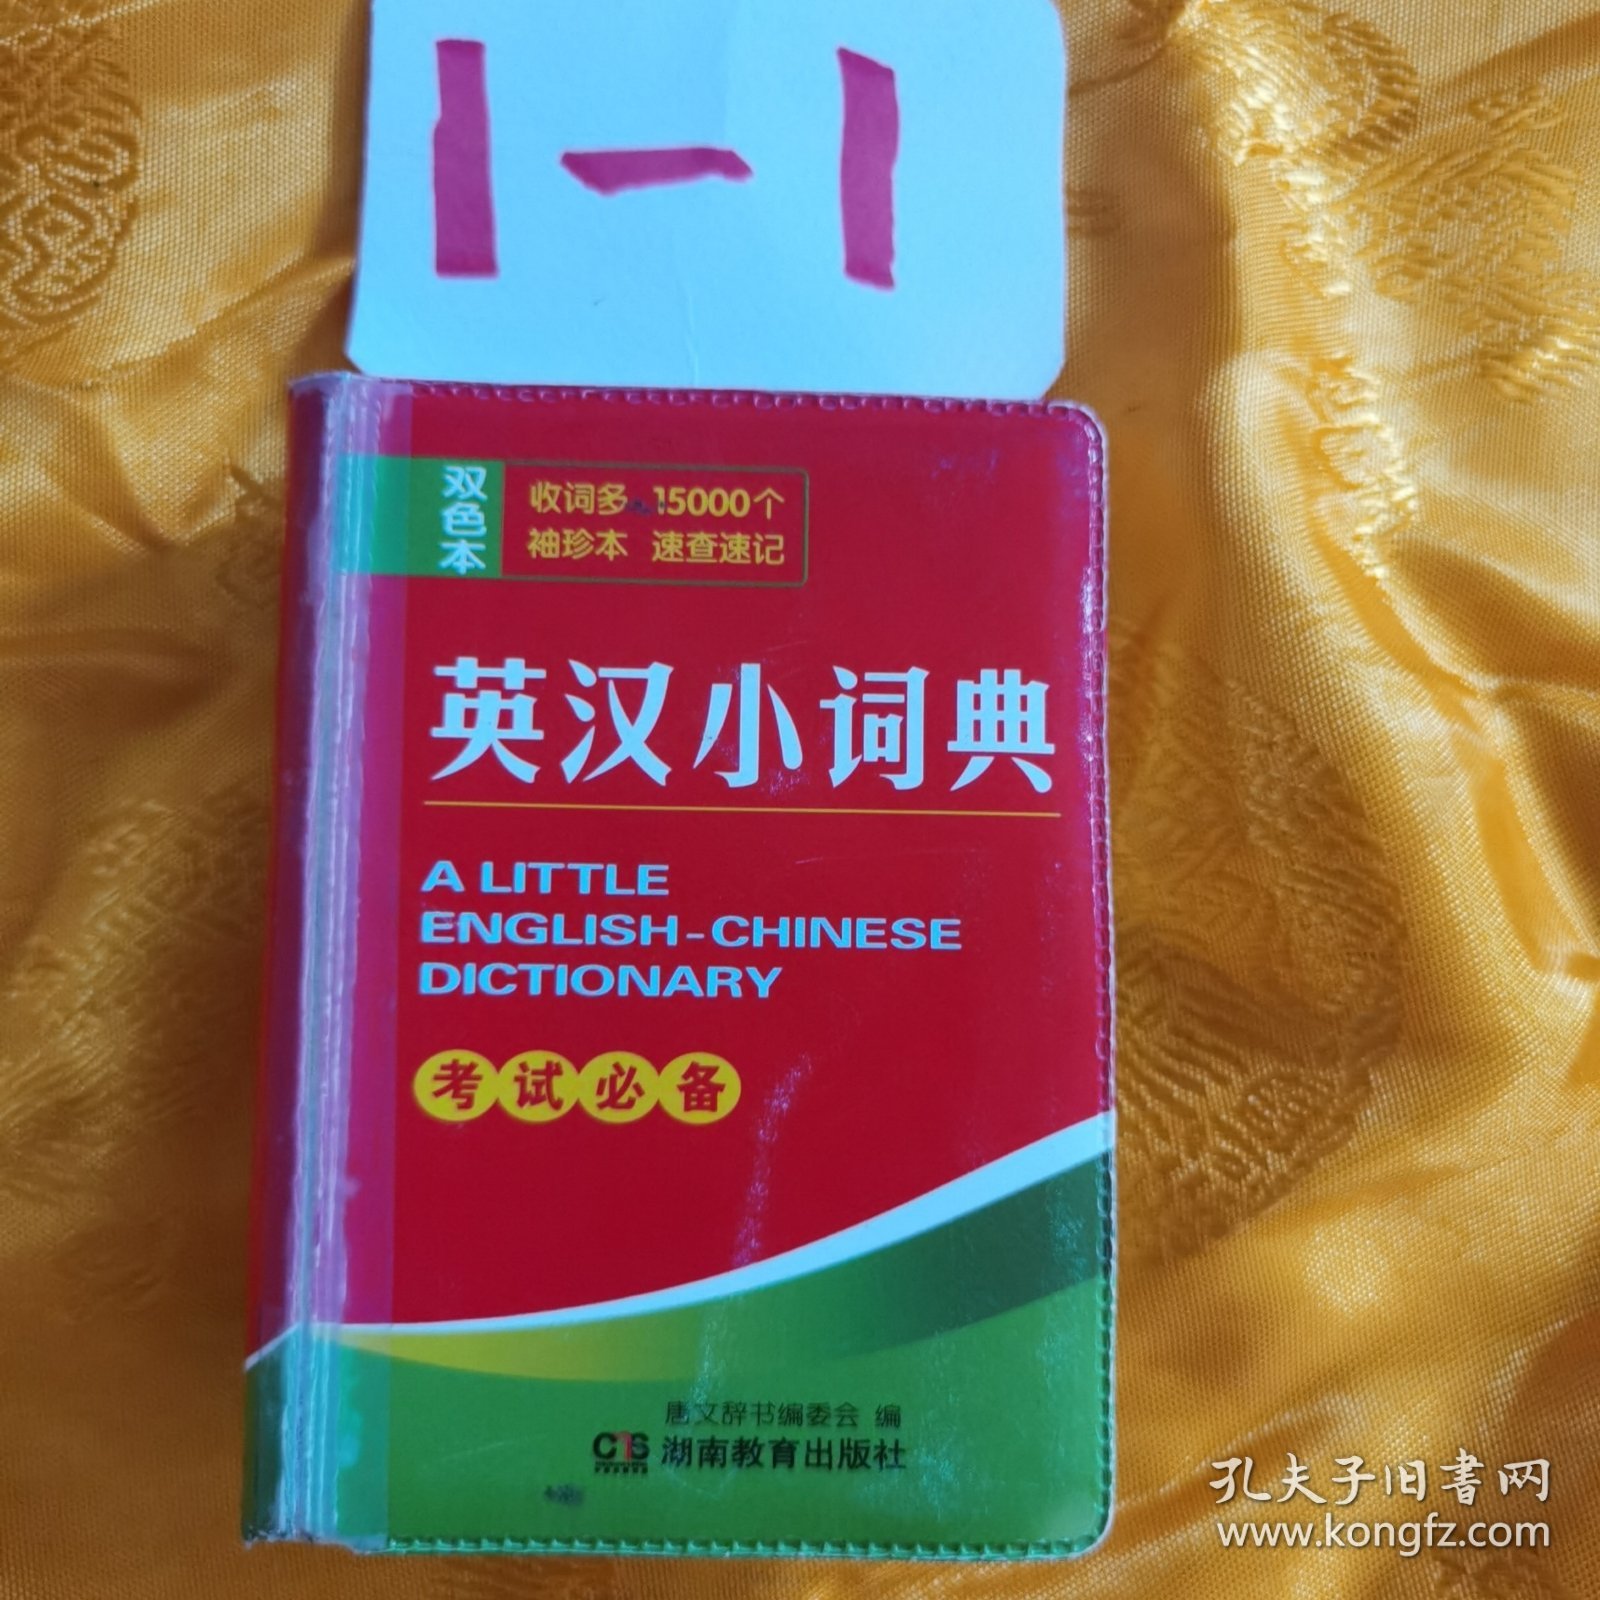 1-1
双色本
收词多 15000个
袖珍本 速查速记
英汉小词典
A LITTLE
ENGLISH-CHINESE
DICTIONARY
考试必备
唐文辞书编委会 编
湖南教育出版社
孔夫子旧书网
www.kongfz.com